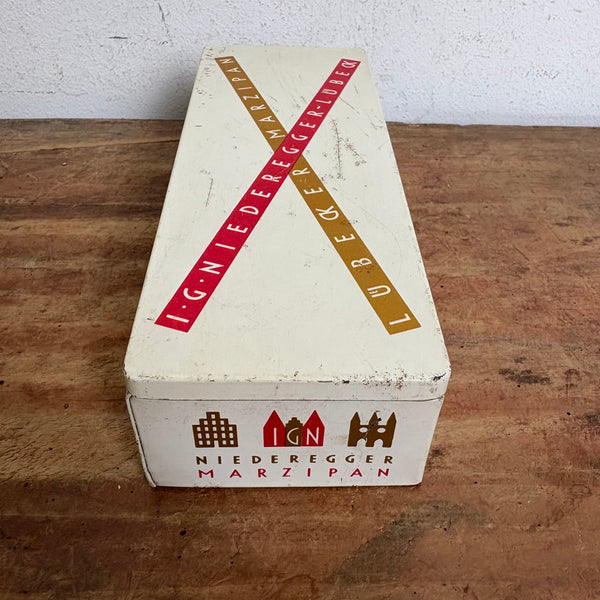 I·G·NIEDEREGGER·LÜBECK
LÜBECKER MARZIPAN
IGN
NIEDEREGGER
MARZIPAN